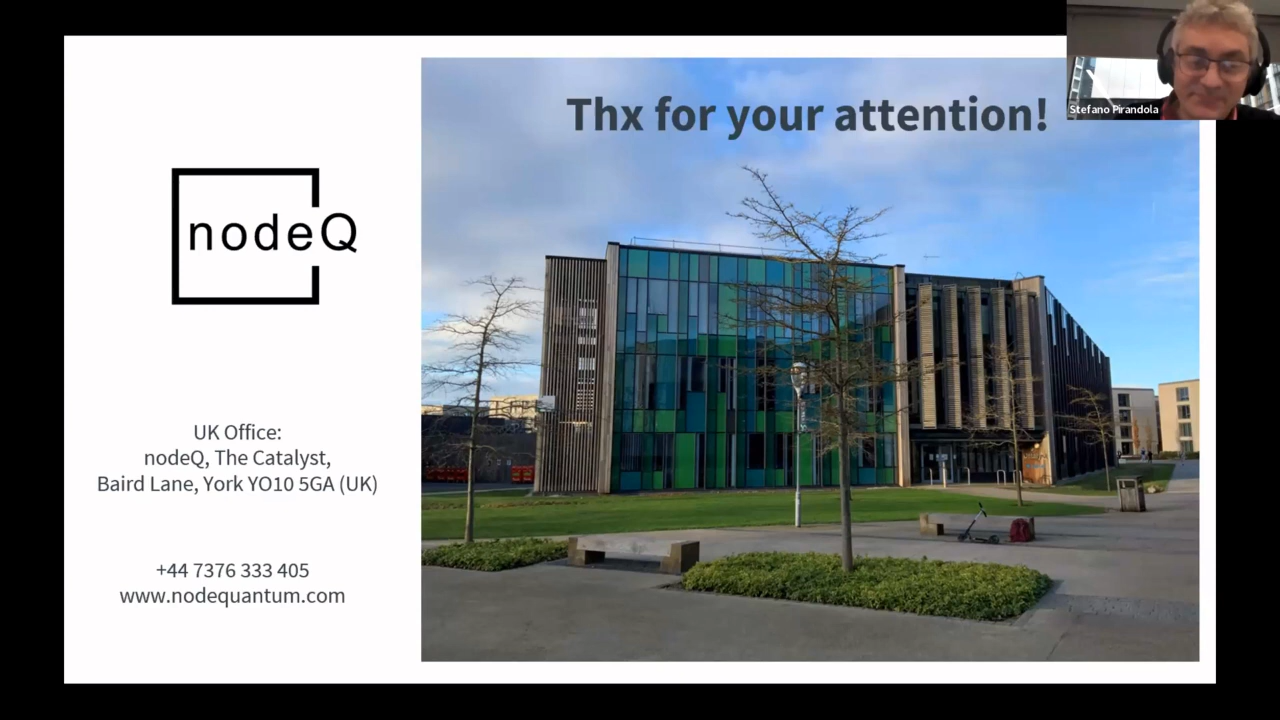 Thx for your attention!
Stefano Pirandola
nodeQ
UK Office:
nodeQ, The Catalyst,
Baird Lane, York YO10 5GA (UK)
+44 7376 333 405
www.nodequantum.com